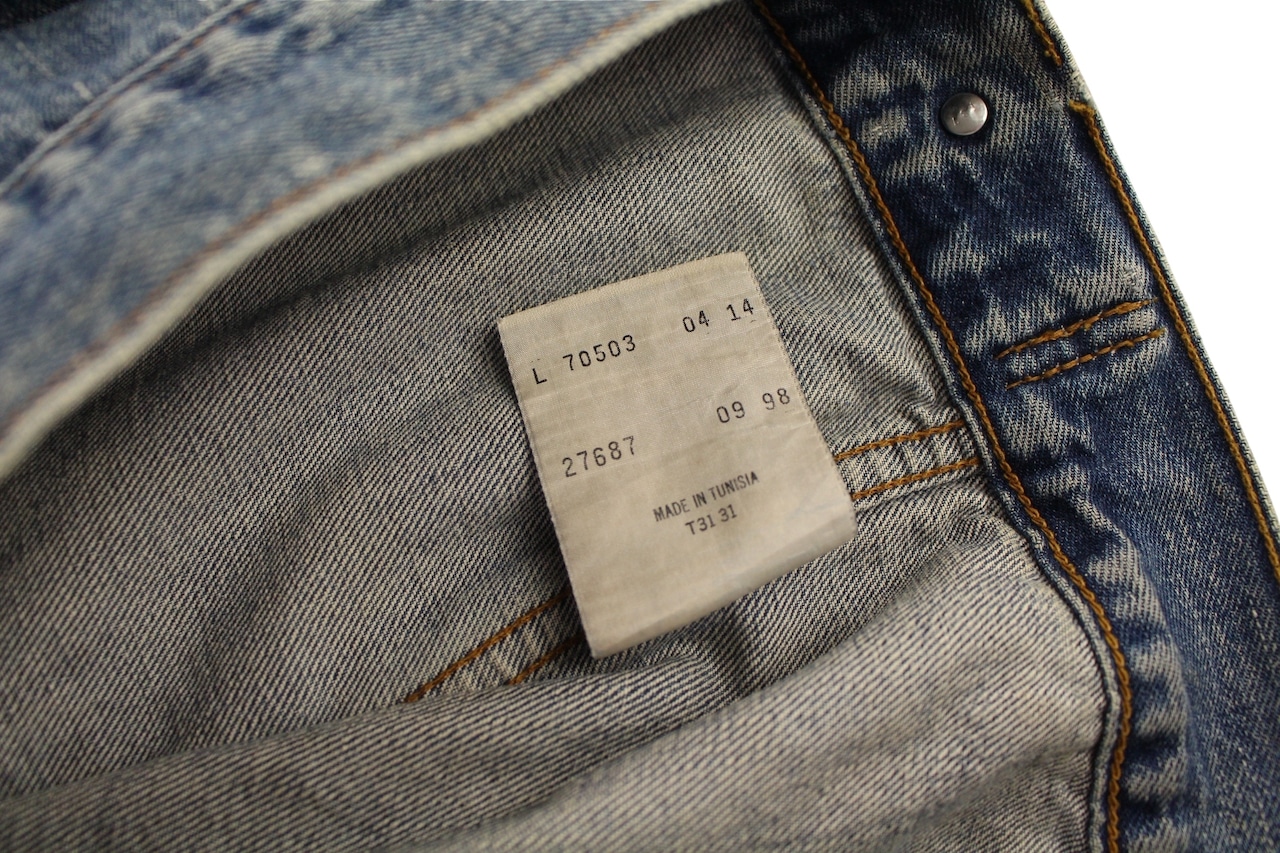 L 70503 04 14
27687 09 98
MADE IN TUNISIA
T31 31